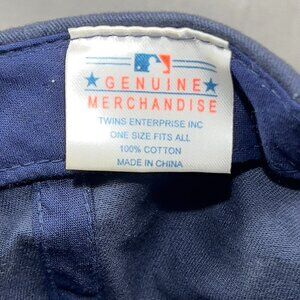 GENUINE
MERCHANDISE
TWINS ENTERPRISE INC
ONE SIZE FITS ALL
100% COTTON
MADE IN CHINA